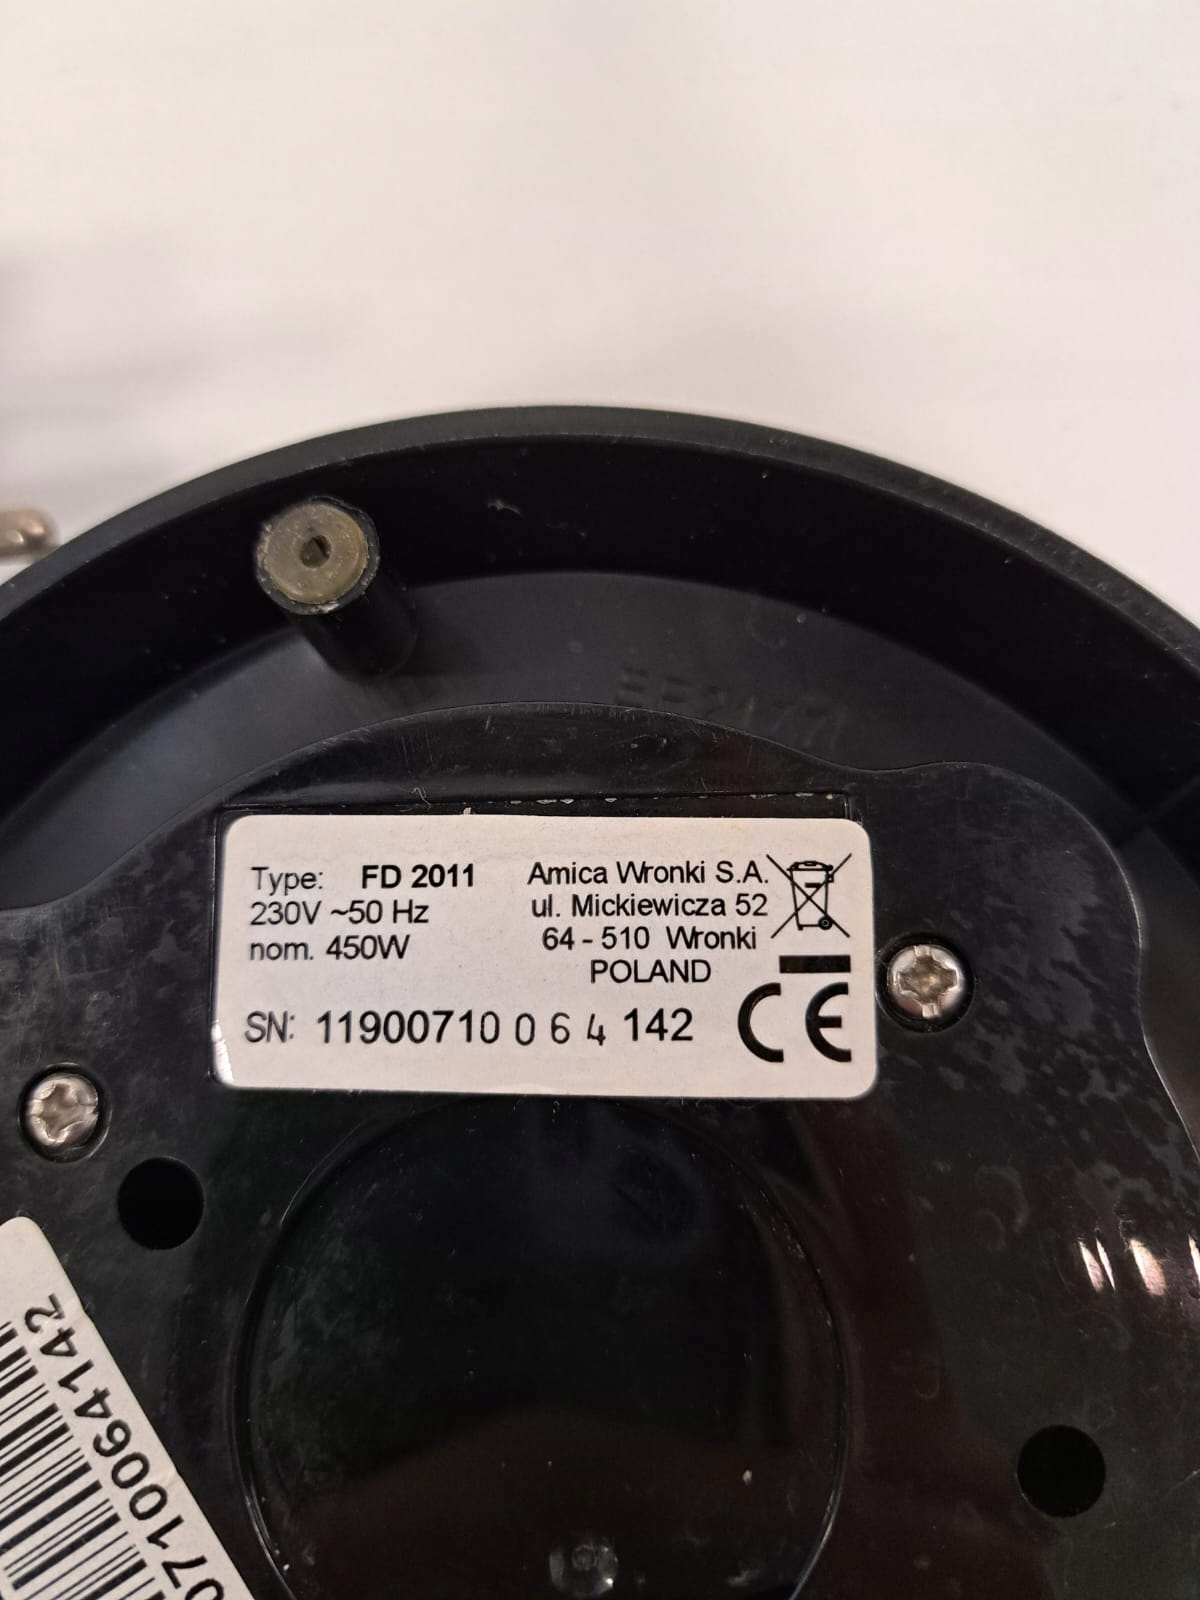 Type: FD 2011
230V ~50 Hz
nom. 450W
Amica Wronki S.A.
ul. Mickiewicza 52
64 - 510 Wronki
POLAND
SN: 11900710 0 6 4 142
CE
0710064142